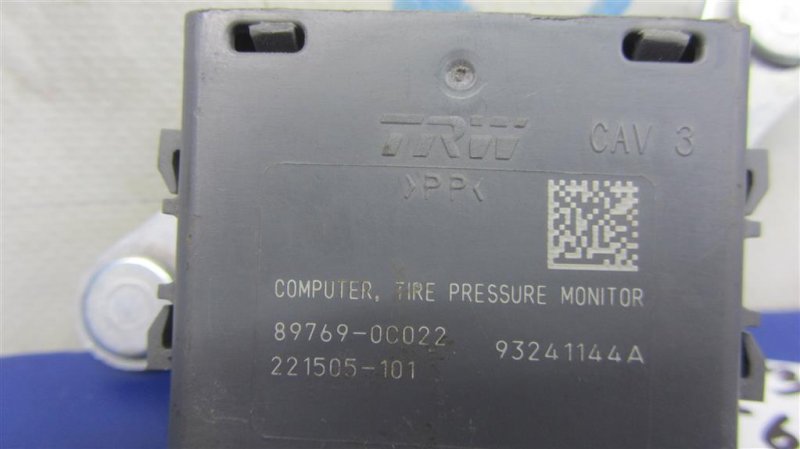 TRW CAV 3
>PP<
COMPUTER, TIRE PRESSURE MONITOR
89769-0C022 93241144A
221505-101